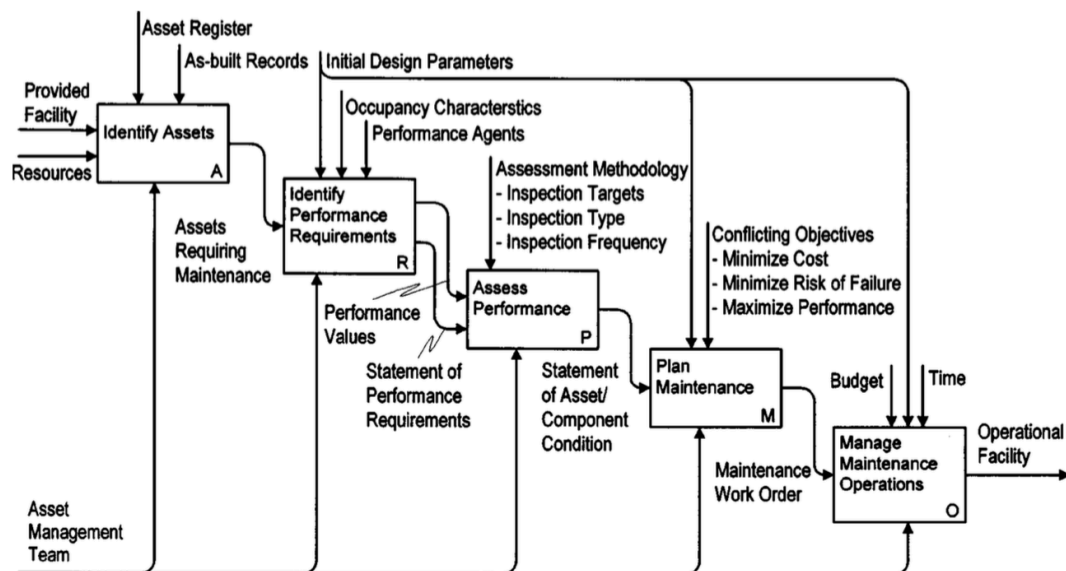 Asset Register
As-built Records
Initial Design Parameters
Provided
Facility
Identify Assets
A
Resources
Occupancy Characterstics
Performance Agents
Identify
Performance
Requirements
R
Assets
Requiring
Maintenance
Assessment Methodology
- Inspection Targets
- Inspection Type
- Inspection Frequency
Performance
Values
Statement of
Performance
Requirements
Assess
Performance
P
Conflicting Objectives
- Minimize Cost
- Minimize Risk of Failure
- Maximize Performance
Statement
of Asset/
Component
Condition
Plan
Maintenance
M
Budget
Time
Maintenance
Work Order
Manage
Maintenance
Operations
O
Operational
Facility
Asset
Management
Team